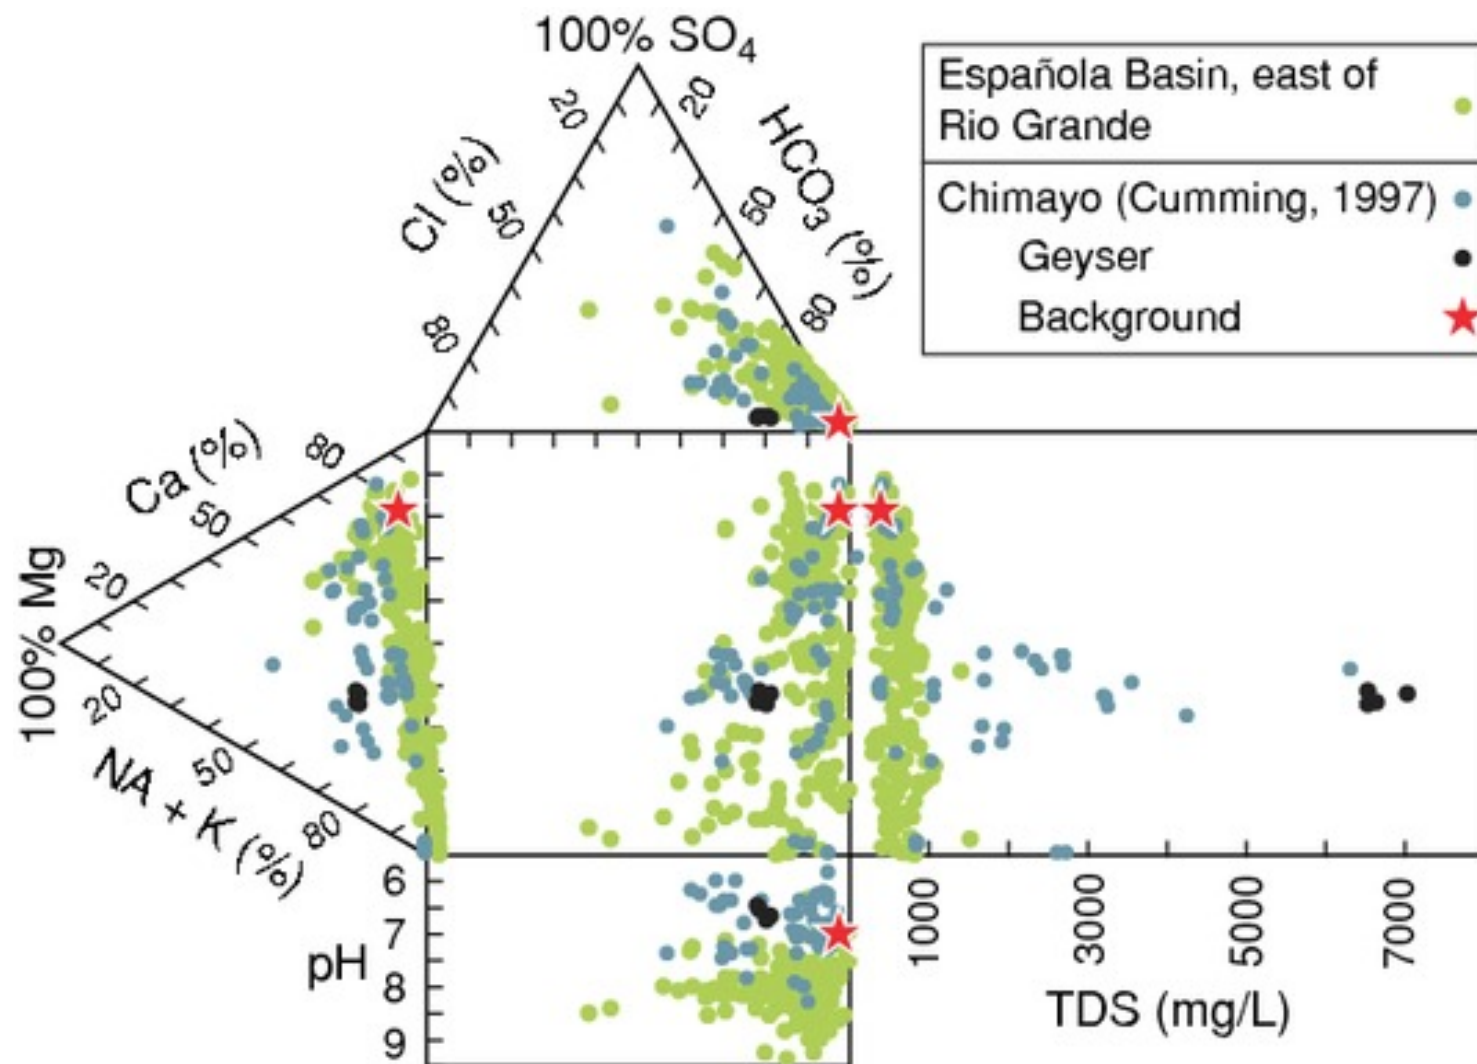 100% SO4
Española Basin, east of
Rio Grande
Chimayo (Cumming, 1997)
Geyser
Background
Cl (%)
20
50
80
HCO3 (%)
20
50
80
Ca (%)
80
50
20
100% Mg
20
50
80
NA + K (%)
pH
6
7
8
9
1000
3000
5000
7000
TDS (mg/L)